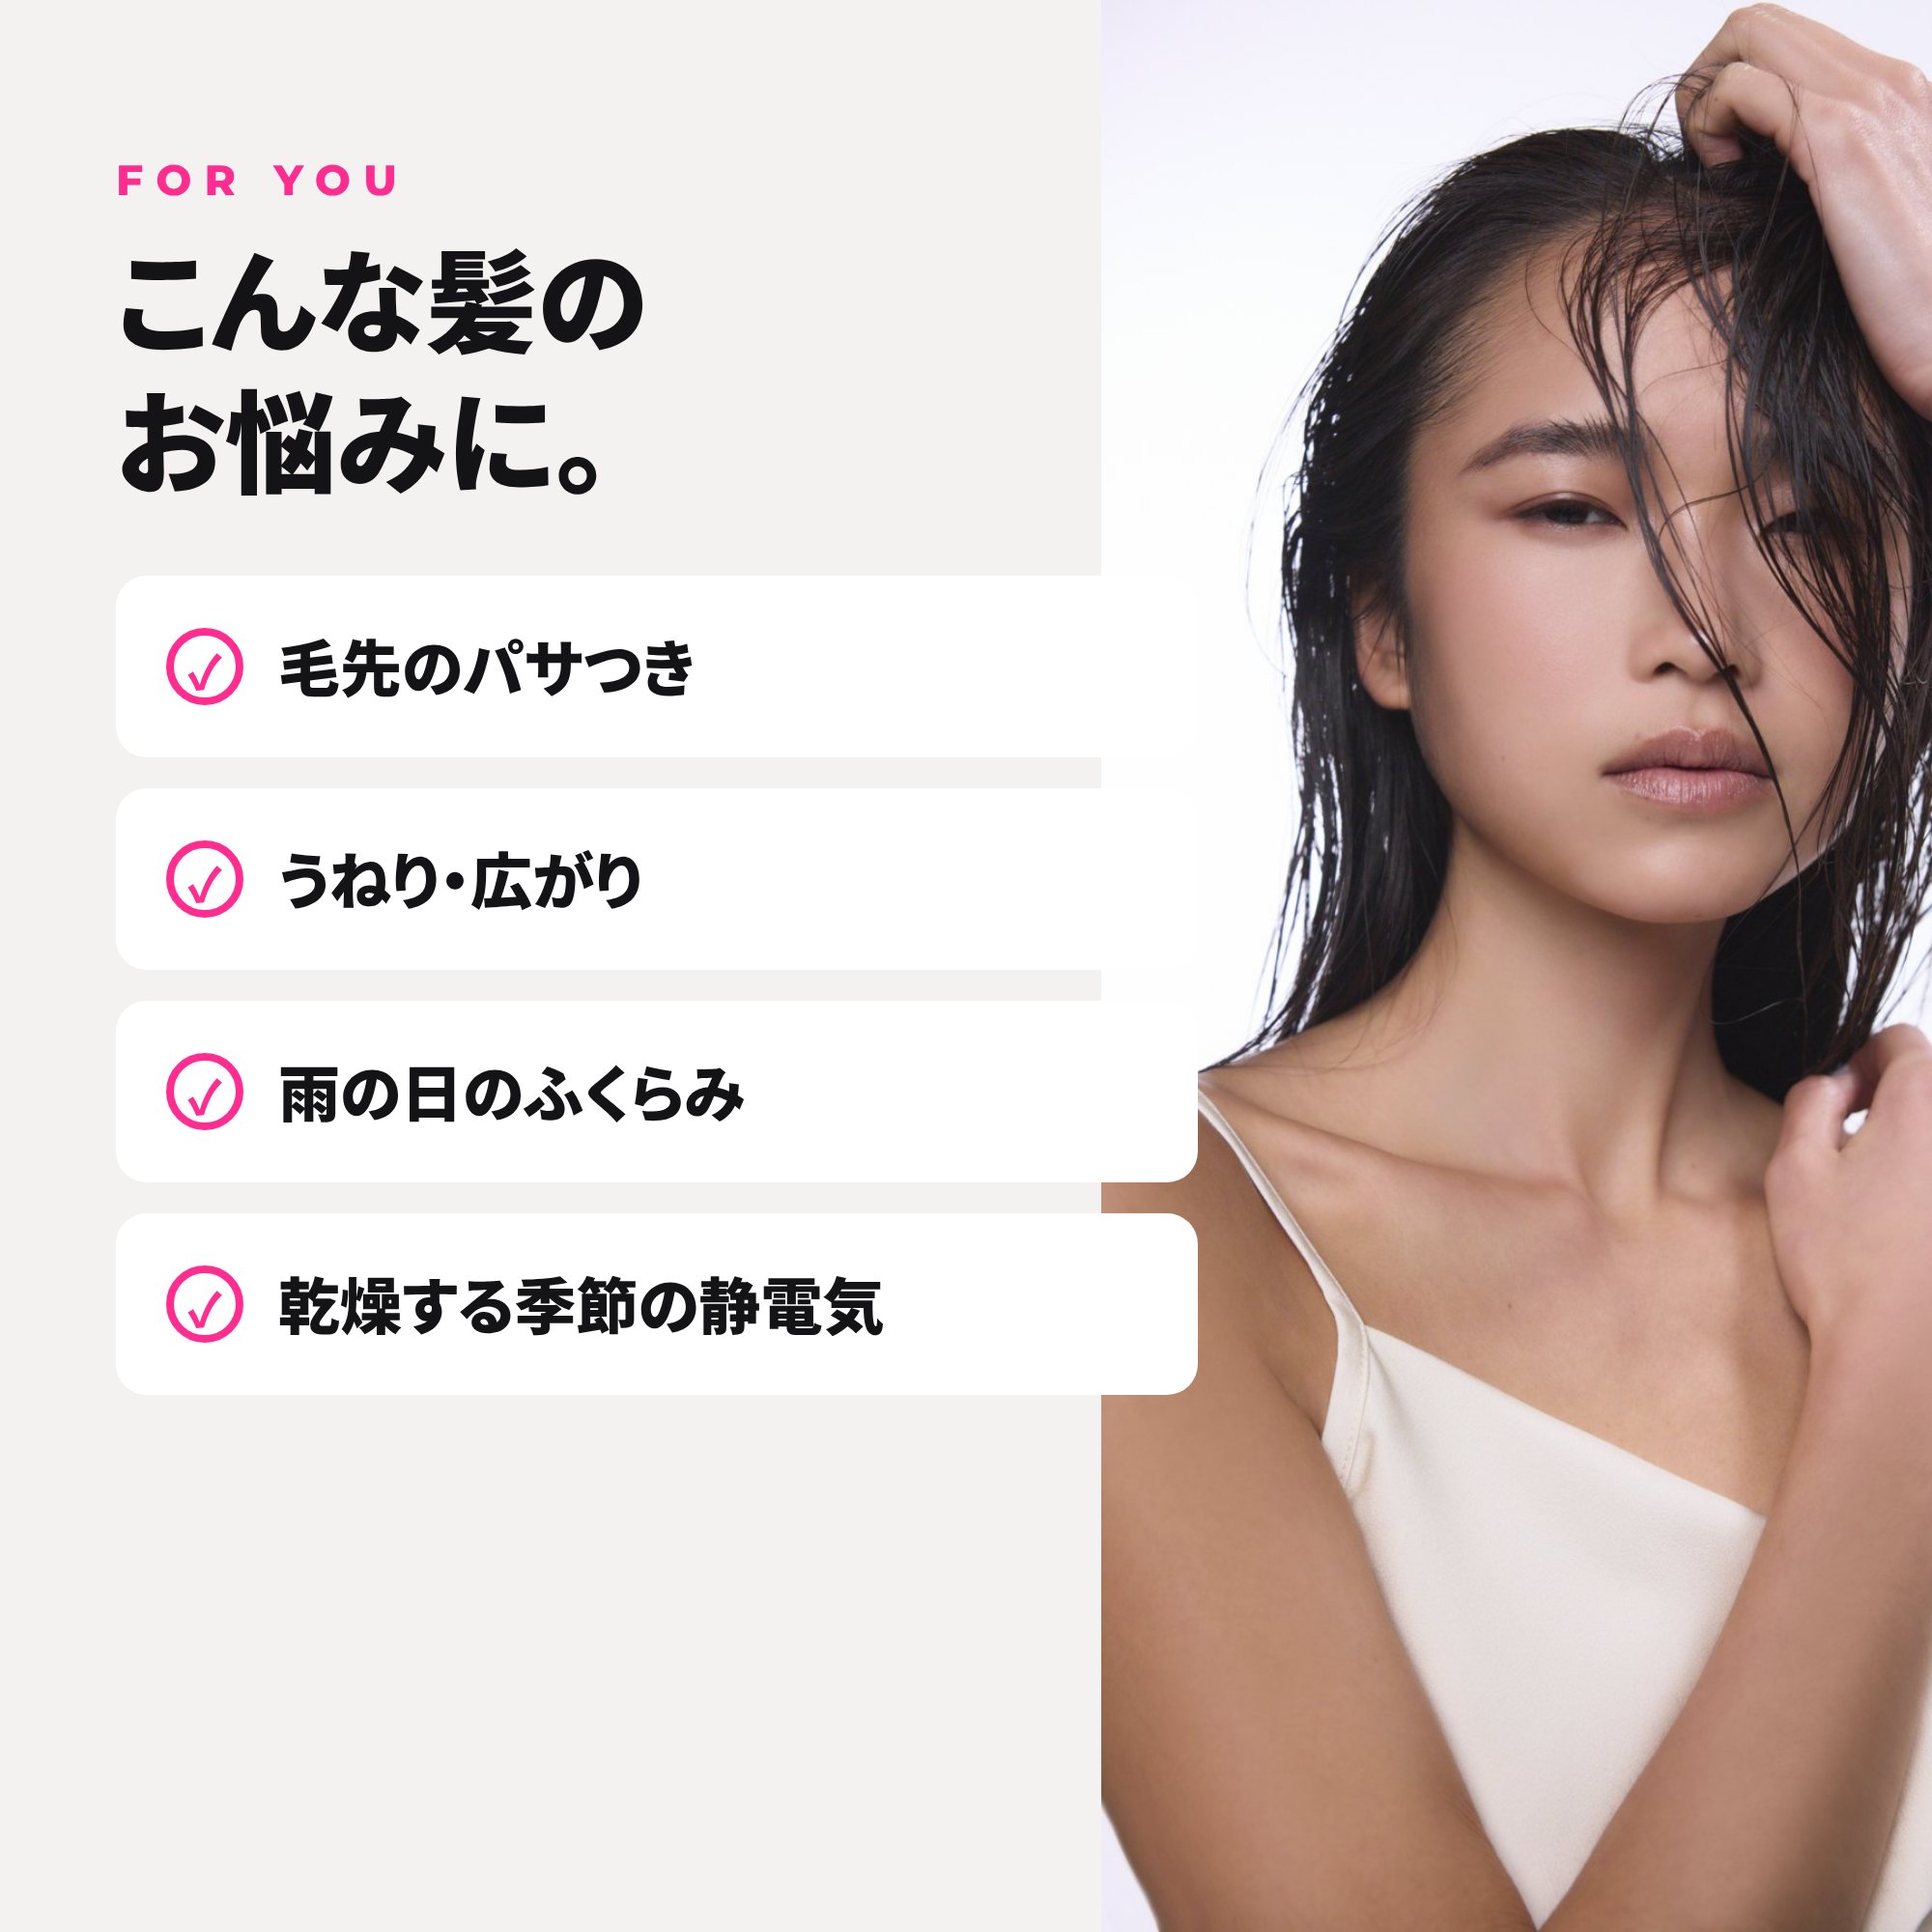 FOR YOU
こんな髪の
お悩みに。
毛先のパサつき
うねり・広がり
雨の日のふくらみ
乾燥する季節の静電気